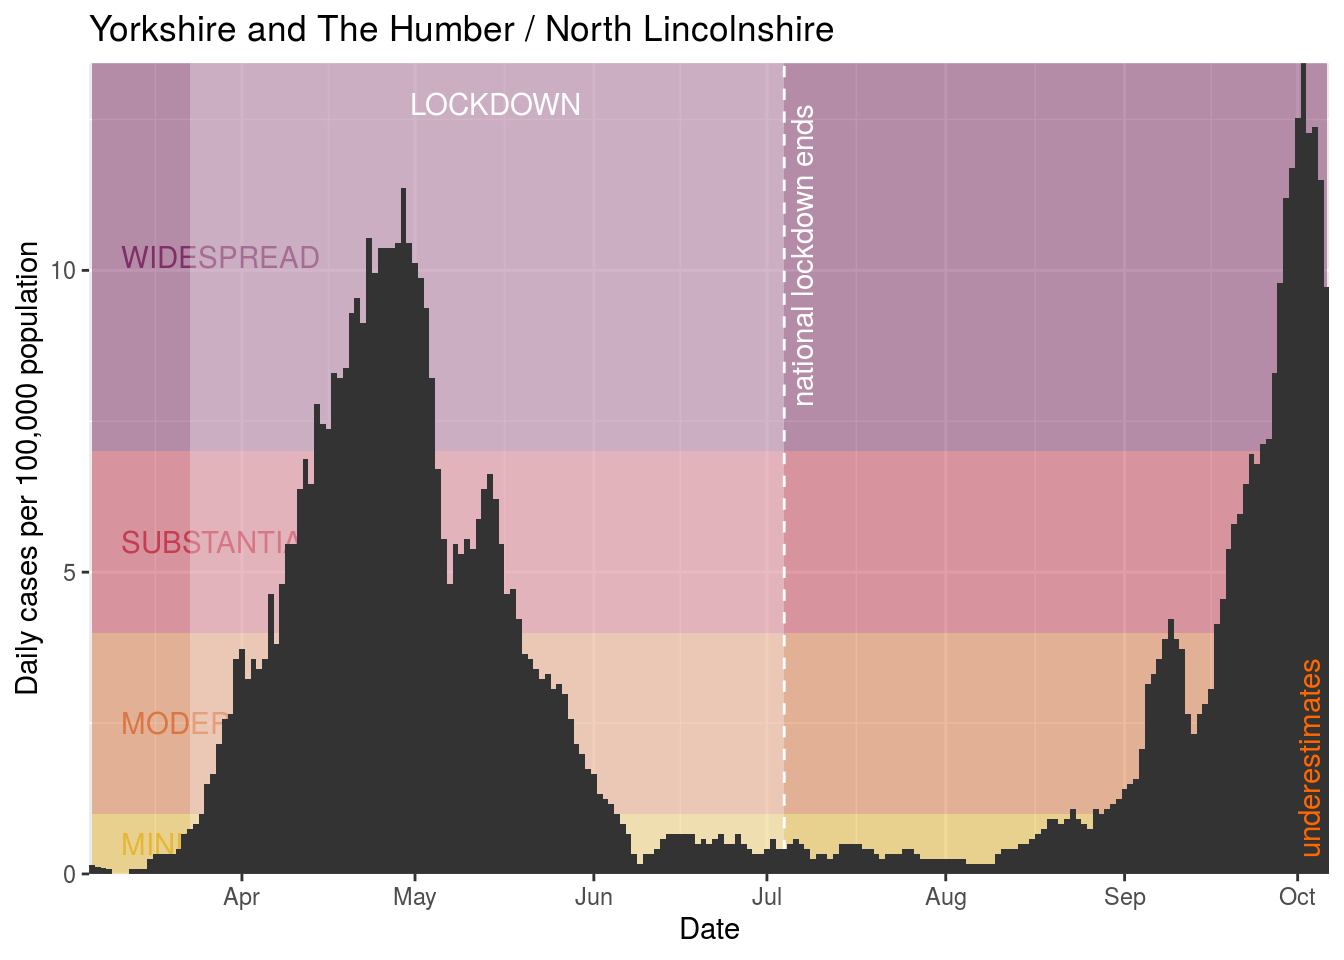 Yorkshire and The Humber / North Lincolnshire
LOCKDOWN
national lockdown ends
WIDESPREAD
SUBSTANTIA
MODER
MINI
underestimates
Daily cases per 100,000 population
10
5
0
Apr
May
Jun
Jul
Aug
Sep
Oct
Date